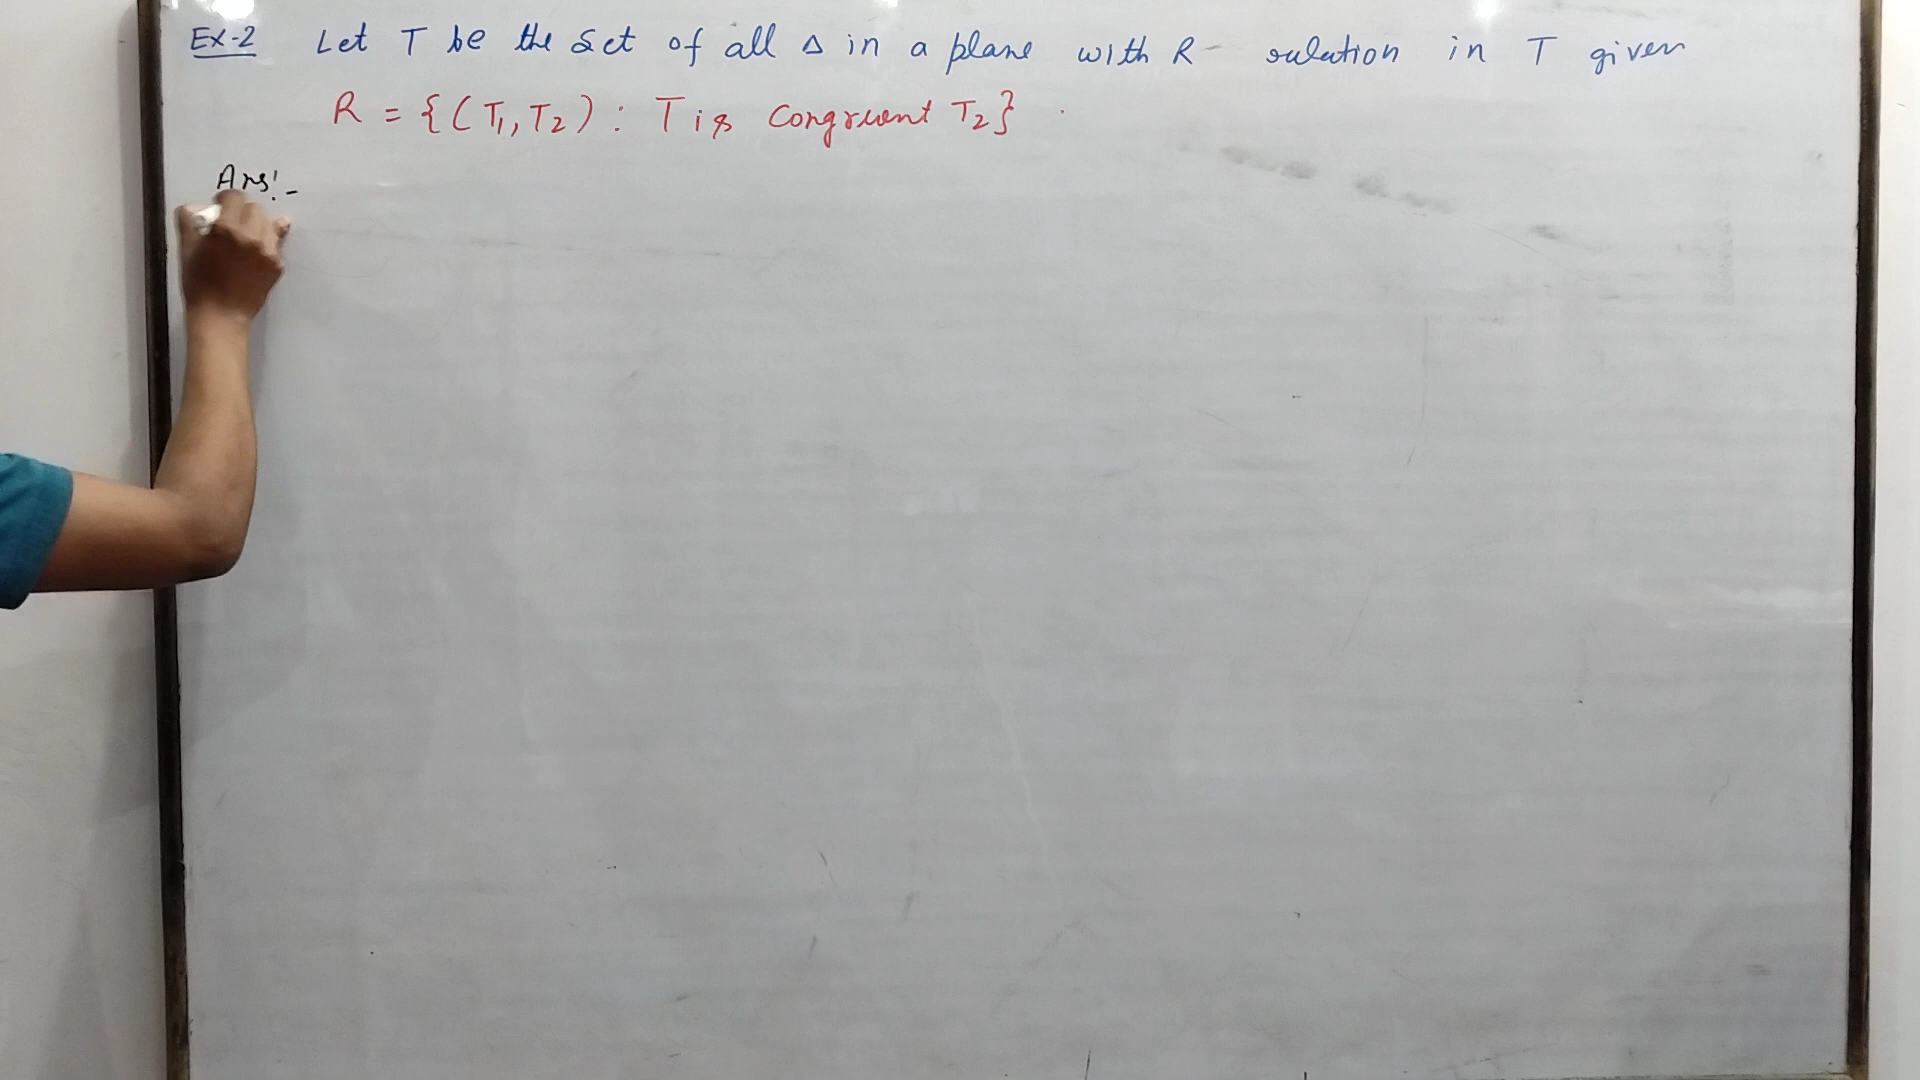 Ex-2 Let T be the set of all Δ in a plane with R - relation in T given
R = {(T₁, T₂) : T is Congruent T₂}
Ans:-